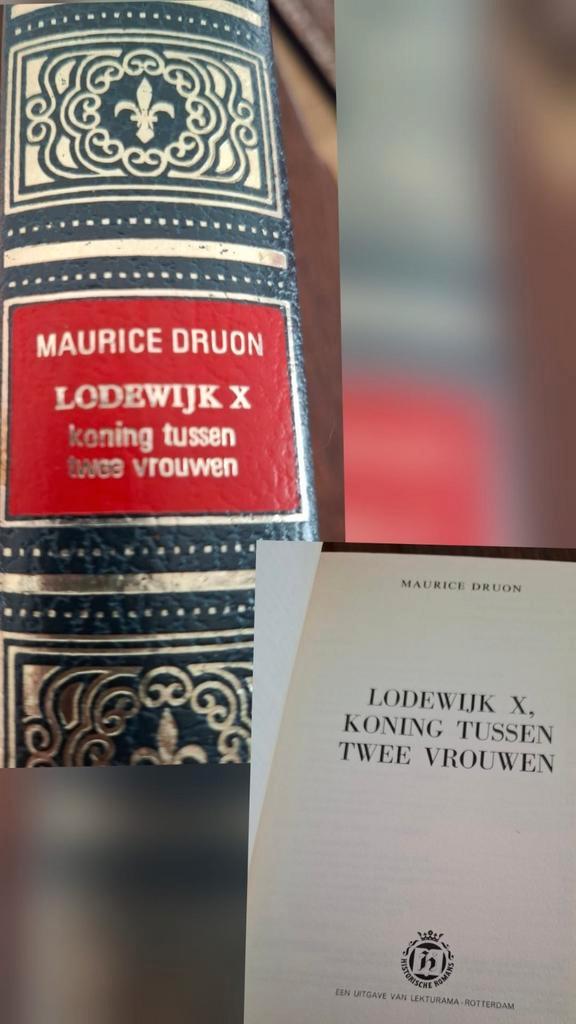 MAURICE DRUON
LODEWIJK X
koning tussen
twee vrouwen
MAURICE DRUON
LODEWIJK X,
KONING TUSSEN
TWEE VROUWEN
HISTORISCHE ROMANS
EEN UITGAVE VAN LEKTURAMA-ROTTERDAM